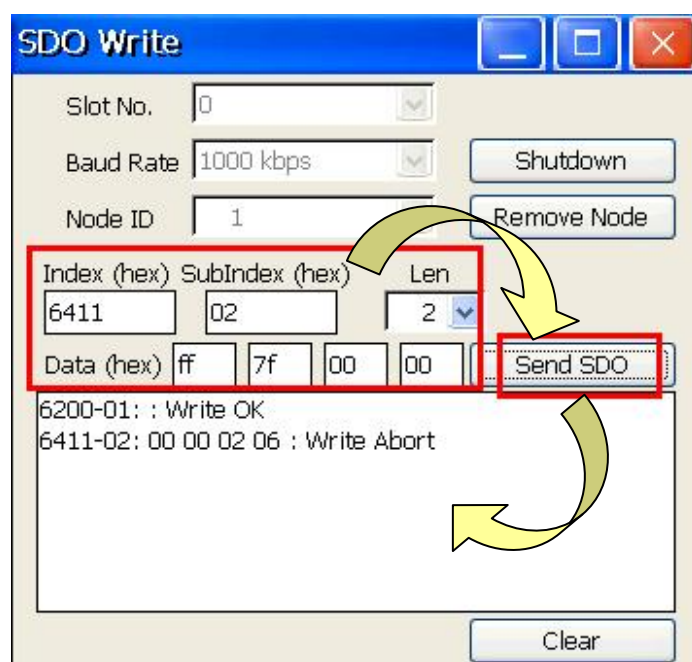 SDO Write
Slot No. 0
Baud Rate 1000 kbps Shutdown
Node ID 1 Remove Node
Index (hex) SubIndex (hex) Len
6411 02 2
Data (hex) ff 7f 00 00 Send SDO
6200-01: : Write OK
6411-02: 00 00 02 06 : Write Abort
Clear